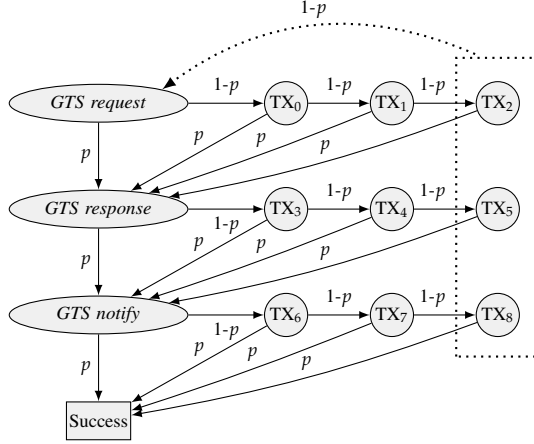 1-p
GTS request
1-p
TX0
1-p
TX1
1-p
TX2
p
p
p
p
GTS response
1-p
TX3
1-p
TX4
1-p
TX5
p
p
p
p
GTS notify
1-p
TX6
1-p
TX7
1-p
TX8
p
p
p
p
Success